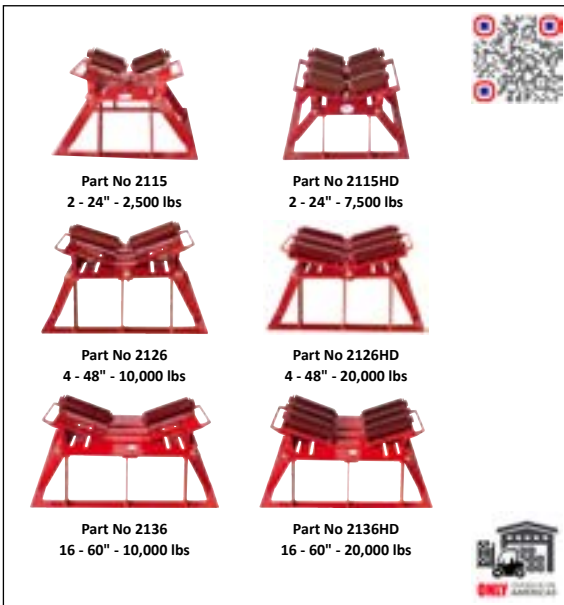 Part No 2115
2 - 24" - 2,500 lbs
Part No 2115HD
2 - 24" - 7,500 lbs
Part No 2126
4 - 48" - 10,000 lbs
Part No 2126HD
4 - 48" - 20,000 lbs
Part No 2136
16 - 60" - 10,000 lbs
Part No 2136HD
16 - 60" - 20,000 lbs
ONLY
AMERICAS